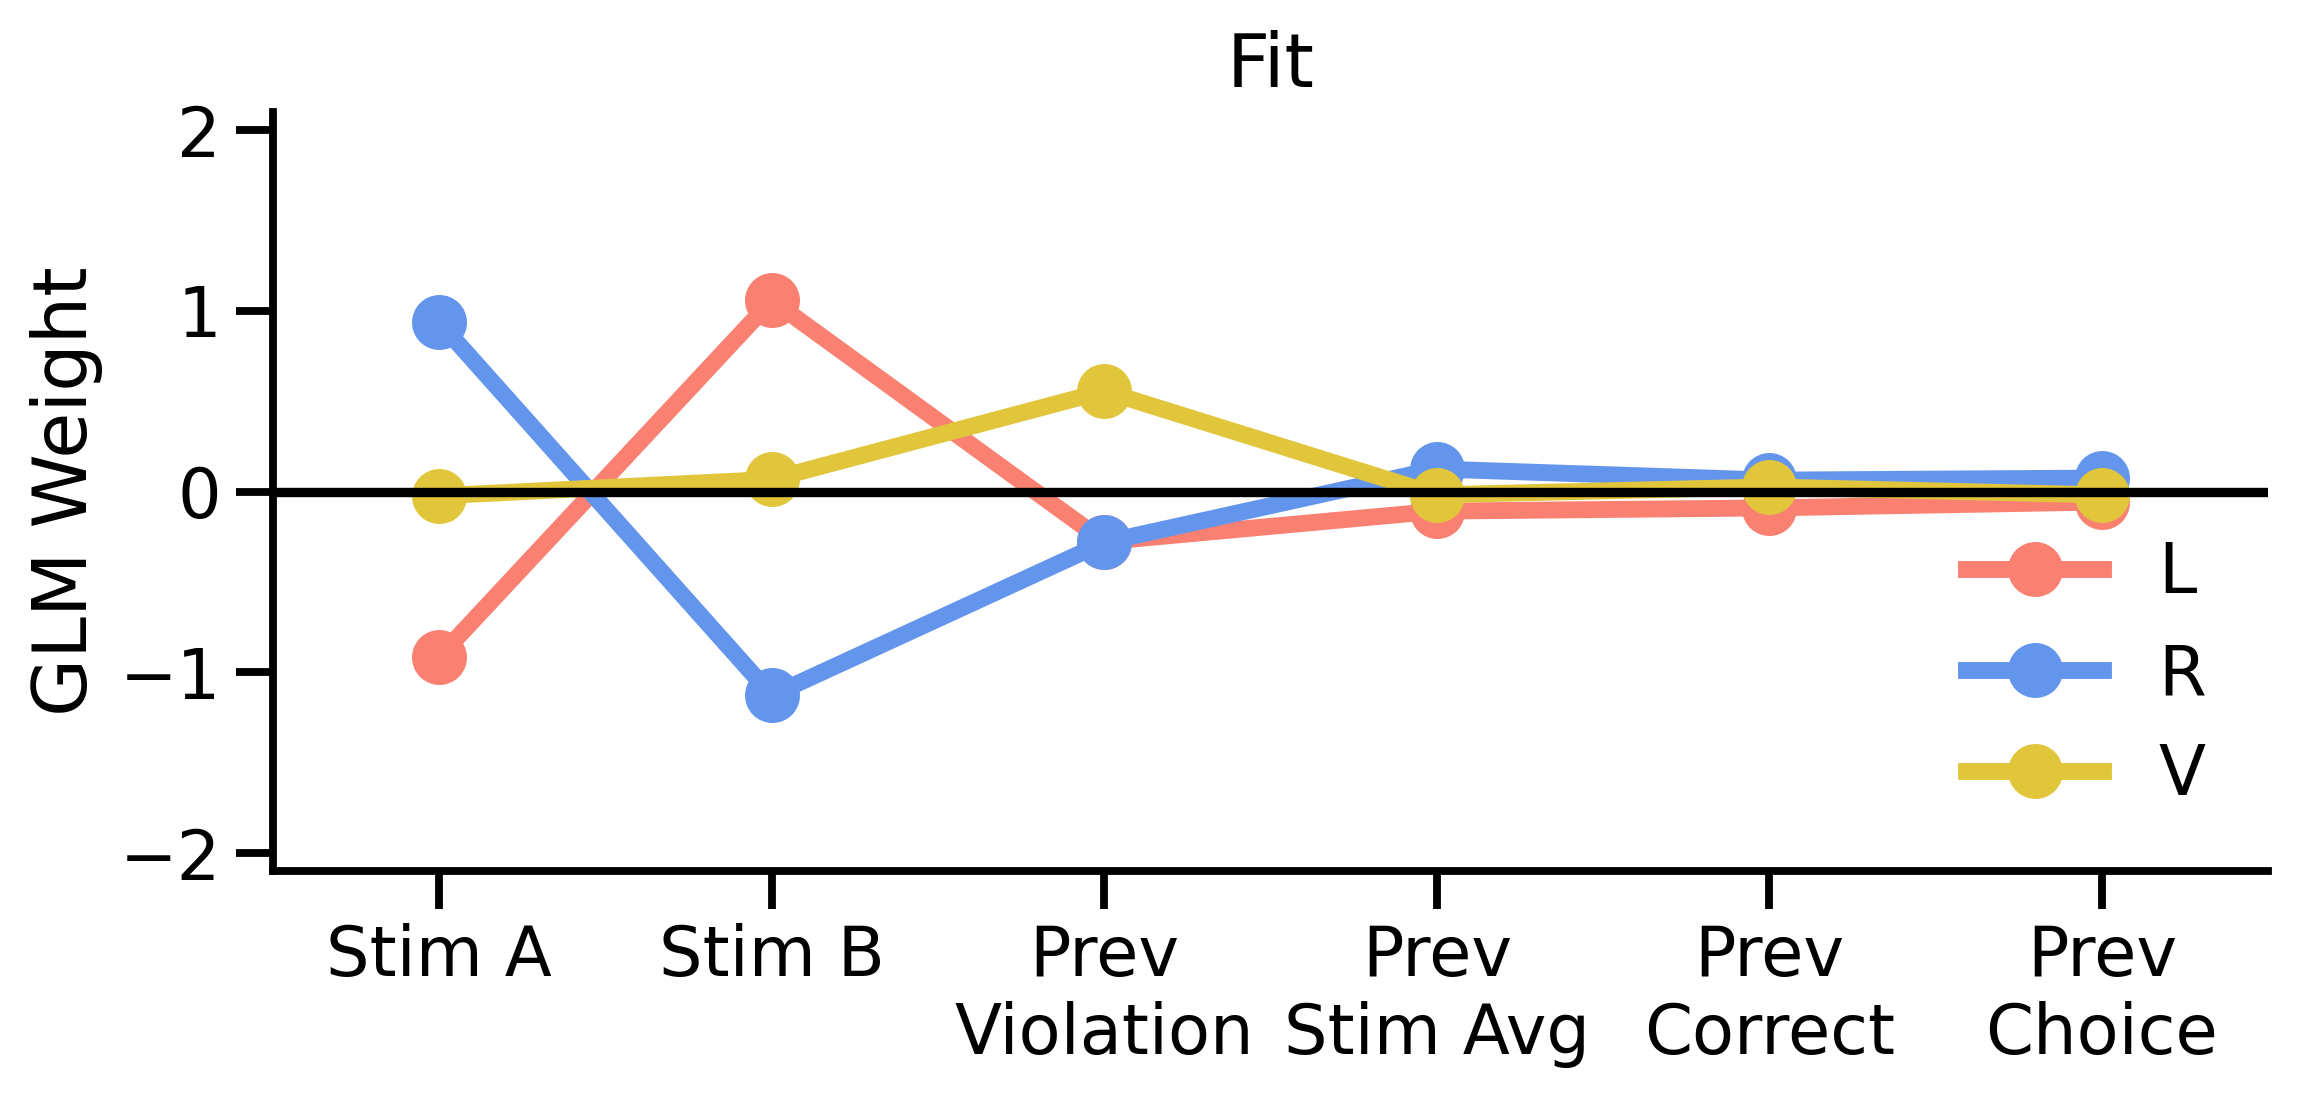 Fit
GLM Weight
2
1
0
−1
−2
L
R
V
Stim A
Stim B
Prev
Violation
Prev
Stim Avg
Prev
Correct
Prev
Choice